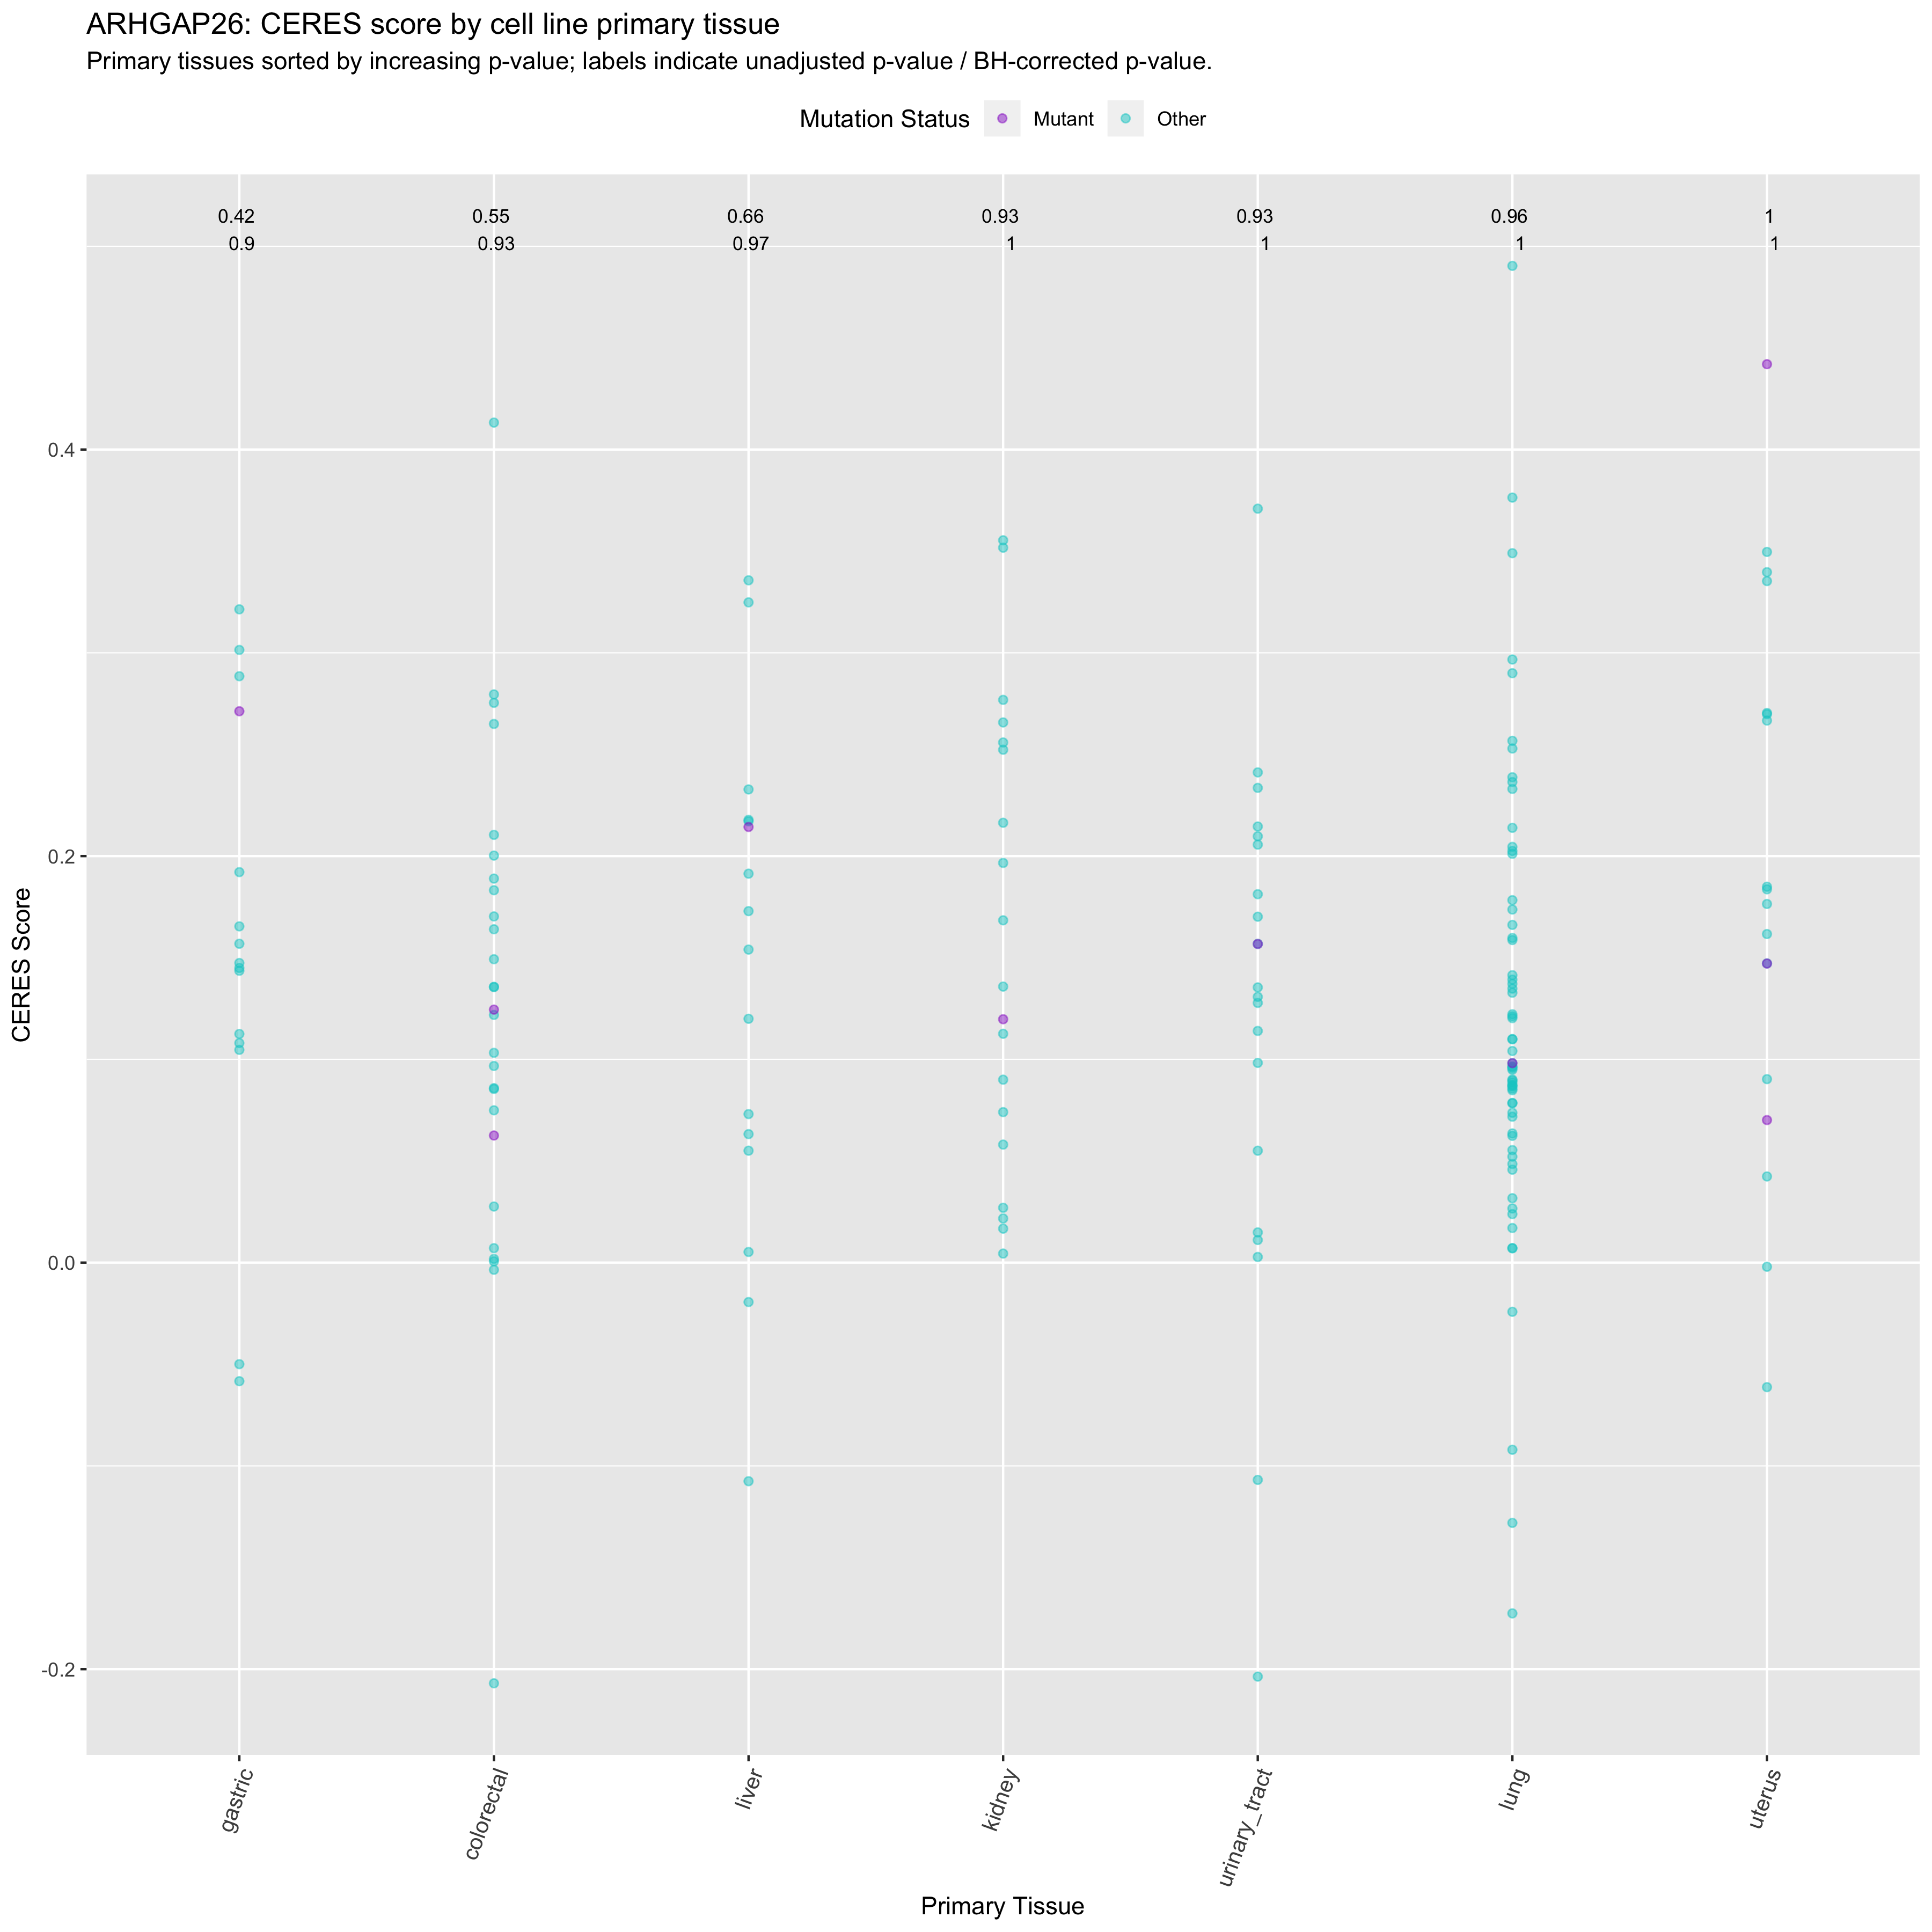 ARHGAP26: CERES score by cell line primary tissue
Primary tissues sorted by increasing p-value; labels indicate unadjusted p-value / BH-corrected p-value.
Mutation Status Mutant Other
0.42 0.55 0.66 0.93 0.93 0.96 1
0.9 0.93 0.97 1 1 1 1
0.4
0.2
0.0
-0.2
CERES Score
gastric colorectal liver kidney urinary_tract lung uterus
Primary Tissue